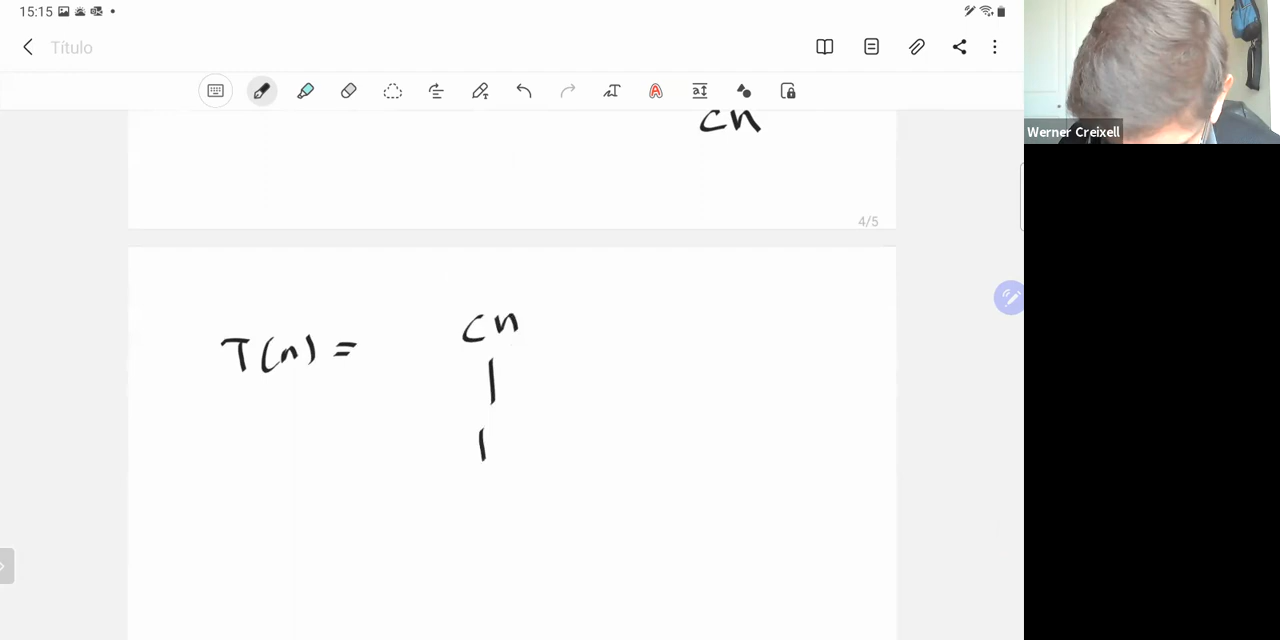 15:15
Título
cn
Werner Creixell
4/5
T(n) =
cn